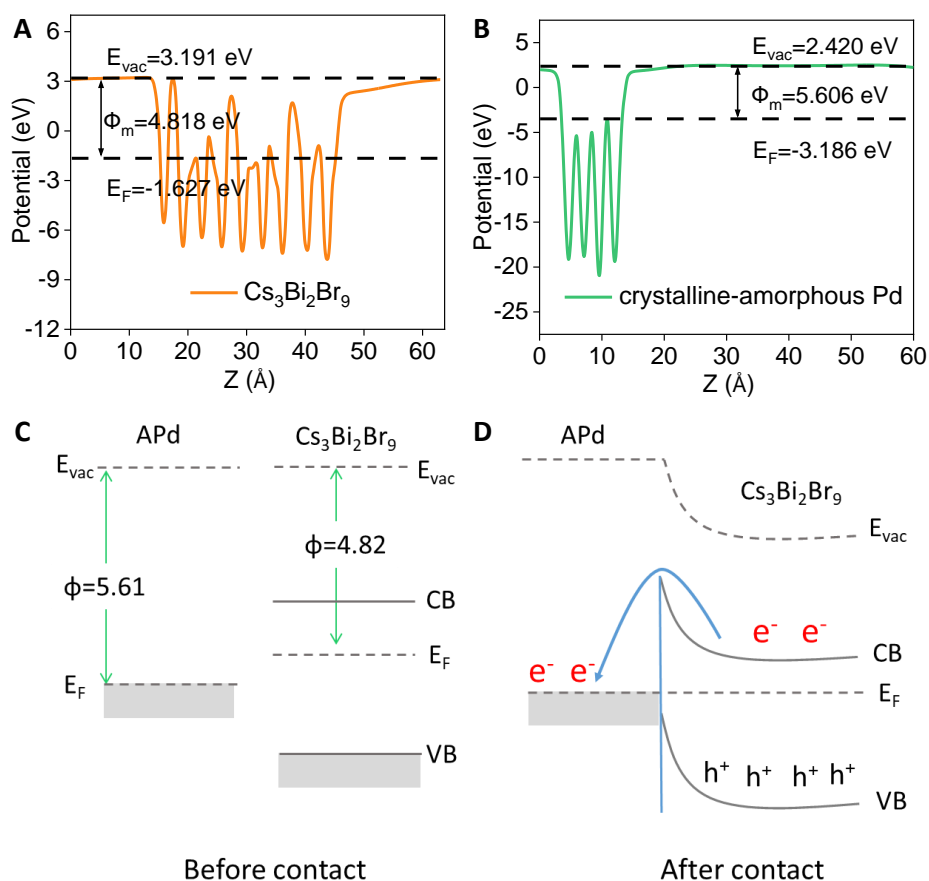 A
E_vac=3.191 eV
Φ_m=4.818 eV
E_F=-1.627 eV
Cs₃Bi₂Br₉
Potential (eV)
6
3
0
-3
-6
-9
-12
0 10 20 30 40 50 60
Z (Å)
B
E_vac=2.420 eV
Φ_m=5.606 eV
E_F=-3.186 eV
crystalline-amorphous Pd
Potential (eV)
5
0
-5
-10
-15
-20
-25
0 10 20 30 40 50 60
Z (Å)
C
APd
Cs₃Bi₂Br₉
E_vac
E_vac
ϕ=4.82
ϕ=5.61
CB
E_F
E_F
VB
Before contact
D
APd
Cs₃Bi₂Br₉
E_vac
e⁻ e⁻
CB
e⁻ e⁻
E_F
h⁺ h⁺ h⁺ h⁺
VB
After contact